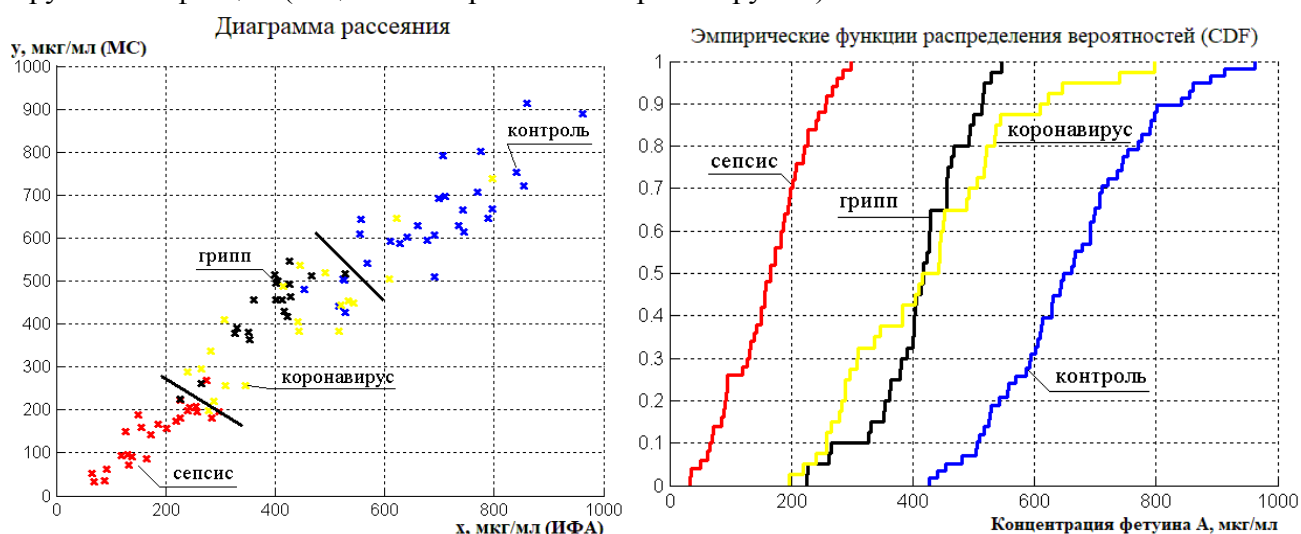 Диаграмма рассеяния
y, мкг/мл (МС)
1000
900
800
700
600
500
400
300
200
100
0
контроль
грипп
коронавирус
сепсис
0 200 400 600 800 1000
x, мкг/мл (ИФА)
Эмпирические функции распределения вероятностей (CDF)
1
0.9
0.8
0.7
0.6
0.5
0.4
0.3
0.2
0.1
0
коронавирус
сепсис
грипп
контроль
0 200 400 600 800 1000
Концентрация фетуина А, мкг/мл